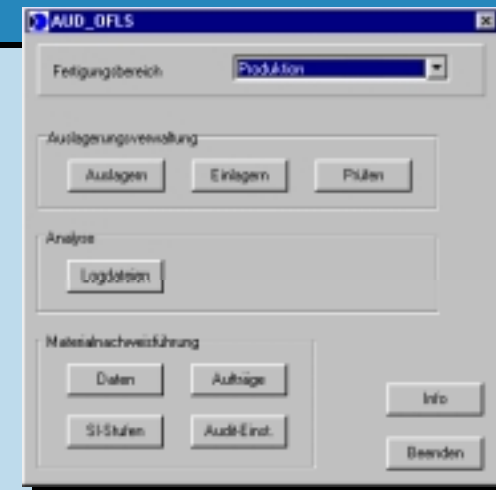 AUD_OFLS
Fertigungsbereich
Produktion
Auslagerungsverwaltung
Auslagern
Einlagern
Prüfen
Analyse
Logdateien
Materialnachweisführung
Daten
Aufträge
SI-Stufen
Audit-Einst.
Info
Beenden